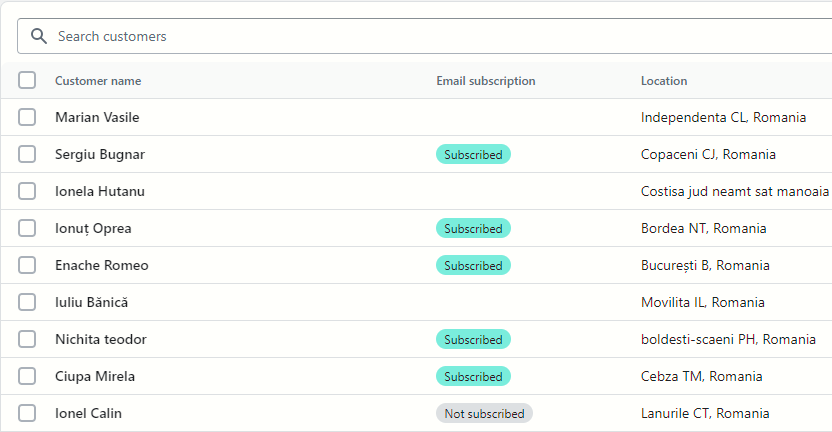 Search customers
Customer name Email subscription Location
Marian Vasile Independenta CL, Romania
Sergiu Bugnar Subscribed Copaceni CJ, Romania
Ionela Hutanu Costisa jud neamt sat manoaia
Ionuț Oprea Subscribed Bordea NT, Romania
Enache Romeo Subscribed București B, Romania
Iuliu Bănică Movilita IL, Romania
Nichita teodor Subscribed boldesti-scaeni PH, Romania
Ciupa Mirela Subscribed Cebza TM, Romania
Ionel Calin Not subscribed Lanurile CT, Romania